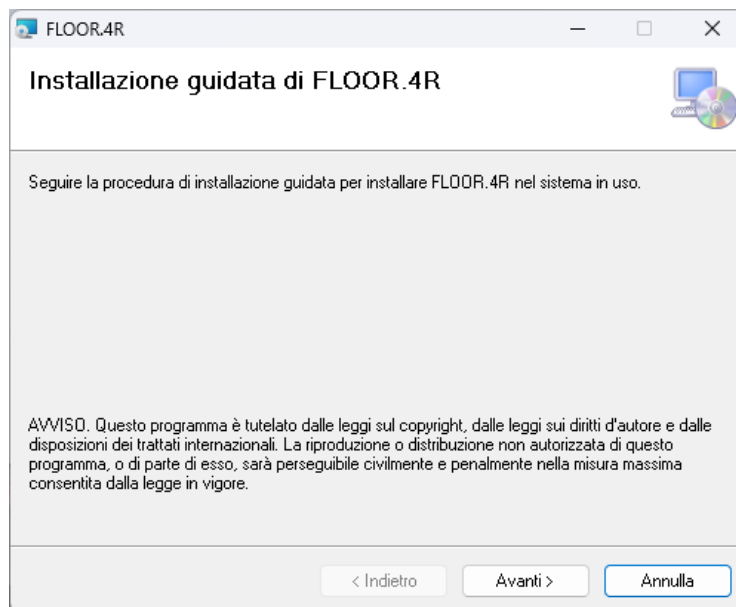 FLOOR.4R
Installazione guidata di FLOOR.4R
Seguire la procedura di installazione guidata per installare FLOOR.4R nel sistema in uso.
AVVISO. Questo programma è tutelato dalle leggi sul copyright, dalle leggi sui diritti d'autore e dalle
disposizioni dei trattati internazionali. La riproduzione o distribuzione non autorizzata di questo
programma, o di parte di esso, sarà perseguibile civilmente e penalmente nella misura massima
consentita dalla legge in vigore.
< Indietro
Avanti >
Annulla